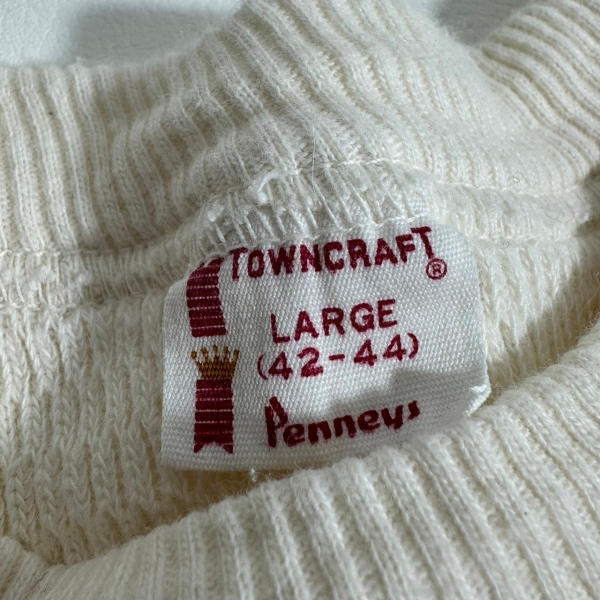 TOWNCRAFT®
LARGE
(42-44)
Penneys